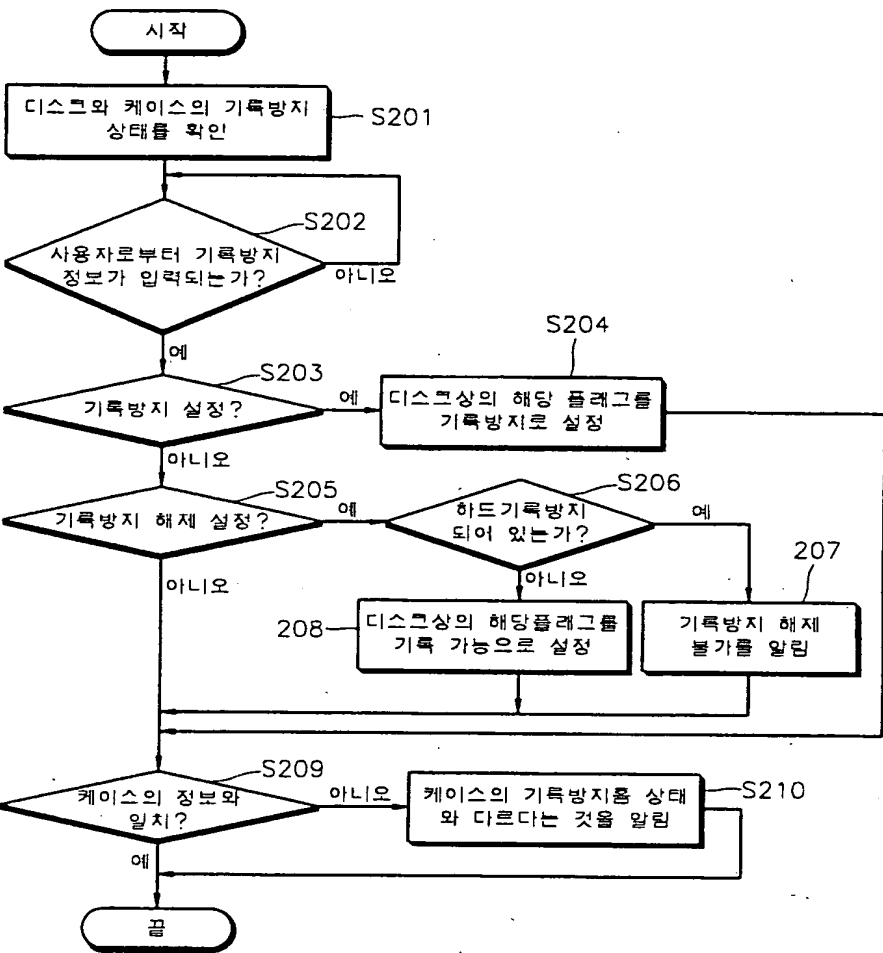 시작
디스크와 케이스의 기록방지
상태를 확인
S201
S202
사용자로부터 기록방지
정보가 입력되는가?
아니오
예
S203
기록방지 설정?
예
S204
디스크상의 해당 플래그를
기록방지로 설정
아니오
S205
기록방지 해제 설정?
예
S206
하드기록방지
되어 있는가?
예
아니오
아니오
207
기록방지 해제
불가를 알림
208
디스크상의 해당플래그를
기록 가능으로 설정
S209
케이스의 정보와
일치?
아니오
S210
케이스의 기록방지홈 상태
와 다르다는 것을 알림
예
끝